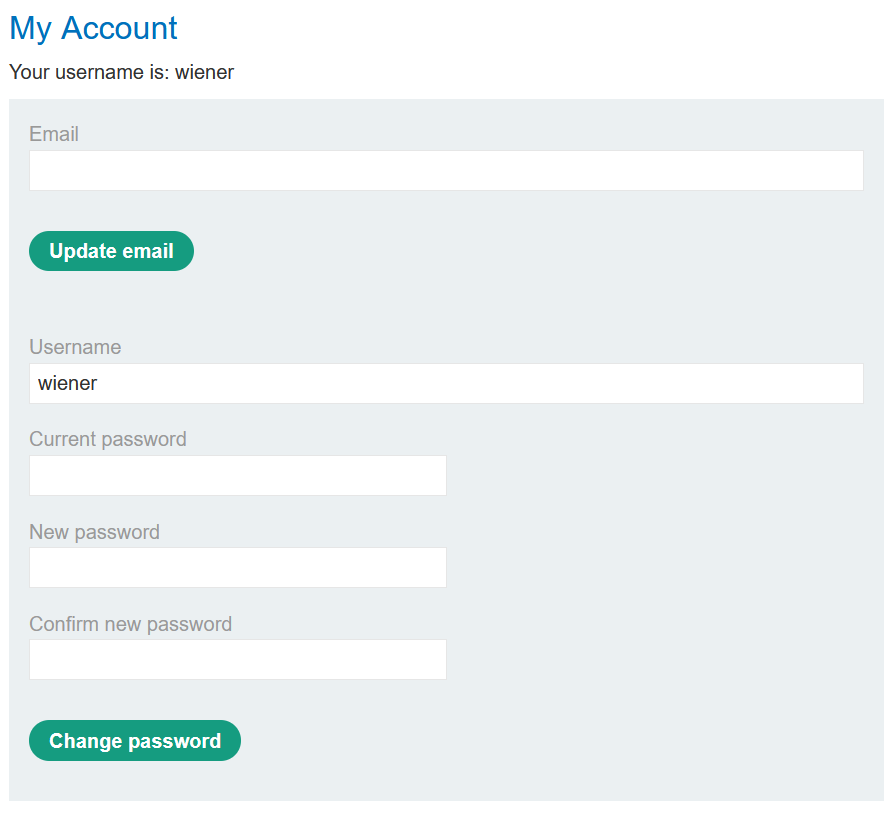 My Account
Your username is: wiener
Email
Update email
Username
wiener
Current password
New password
Confirm new password
Change password